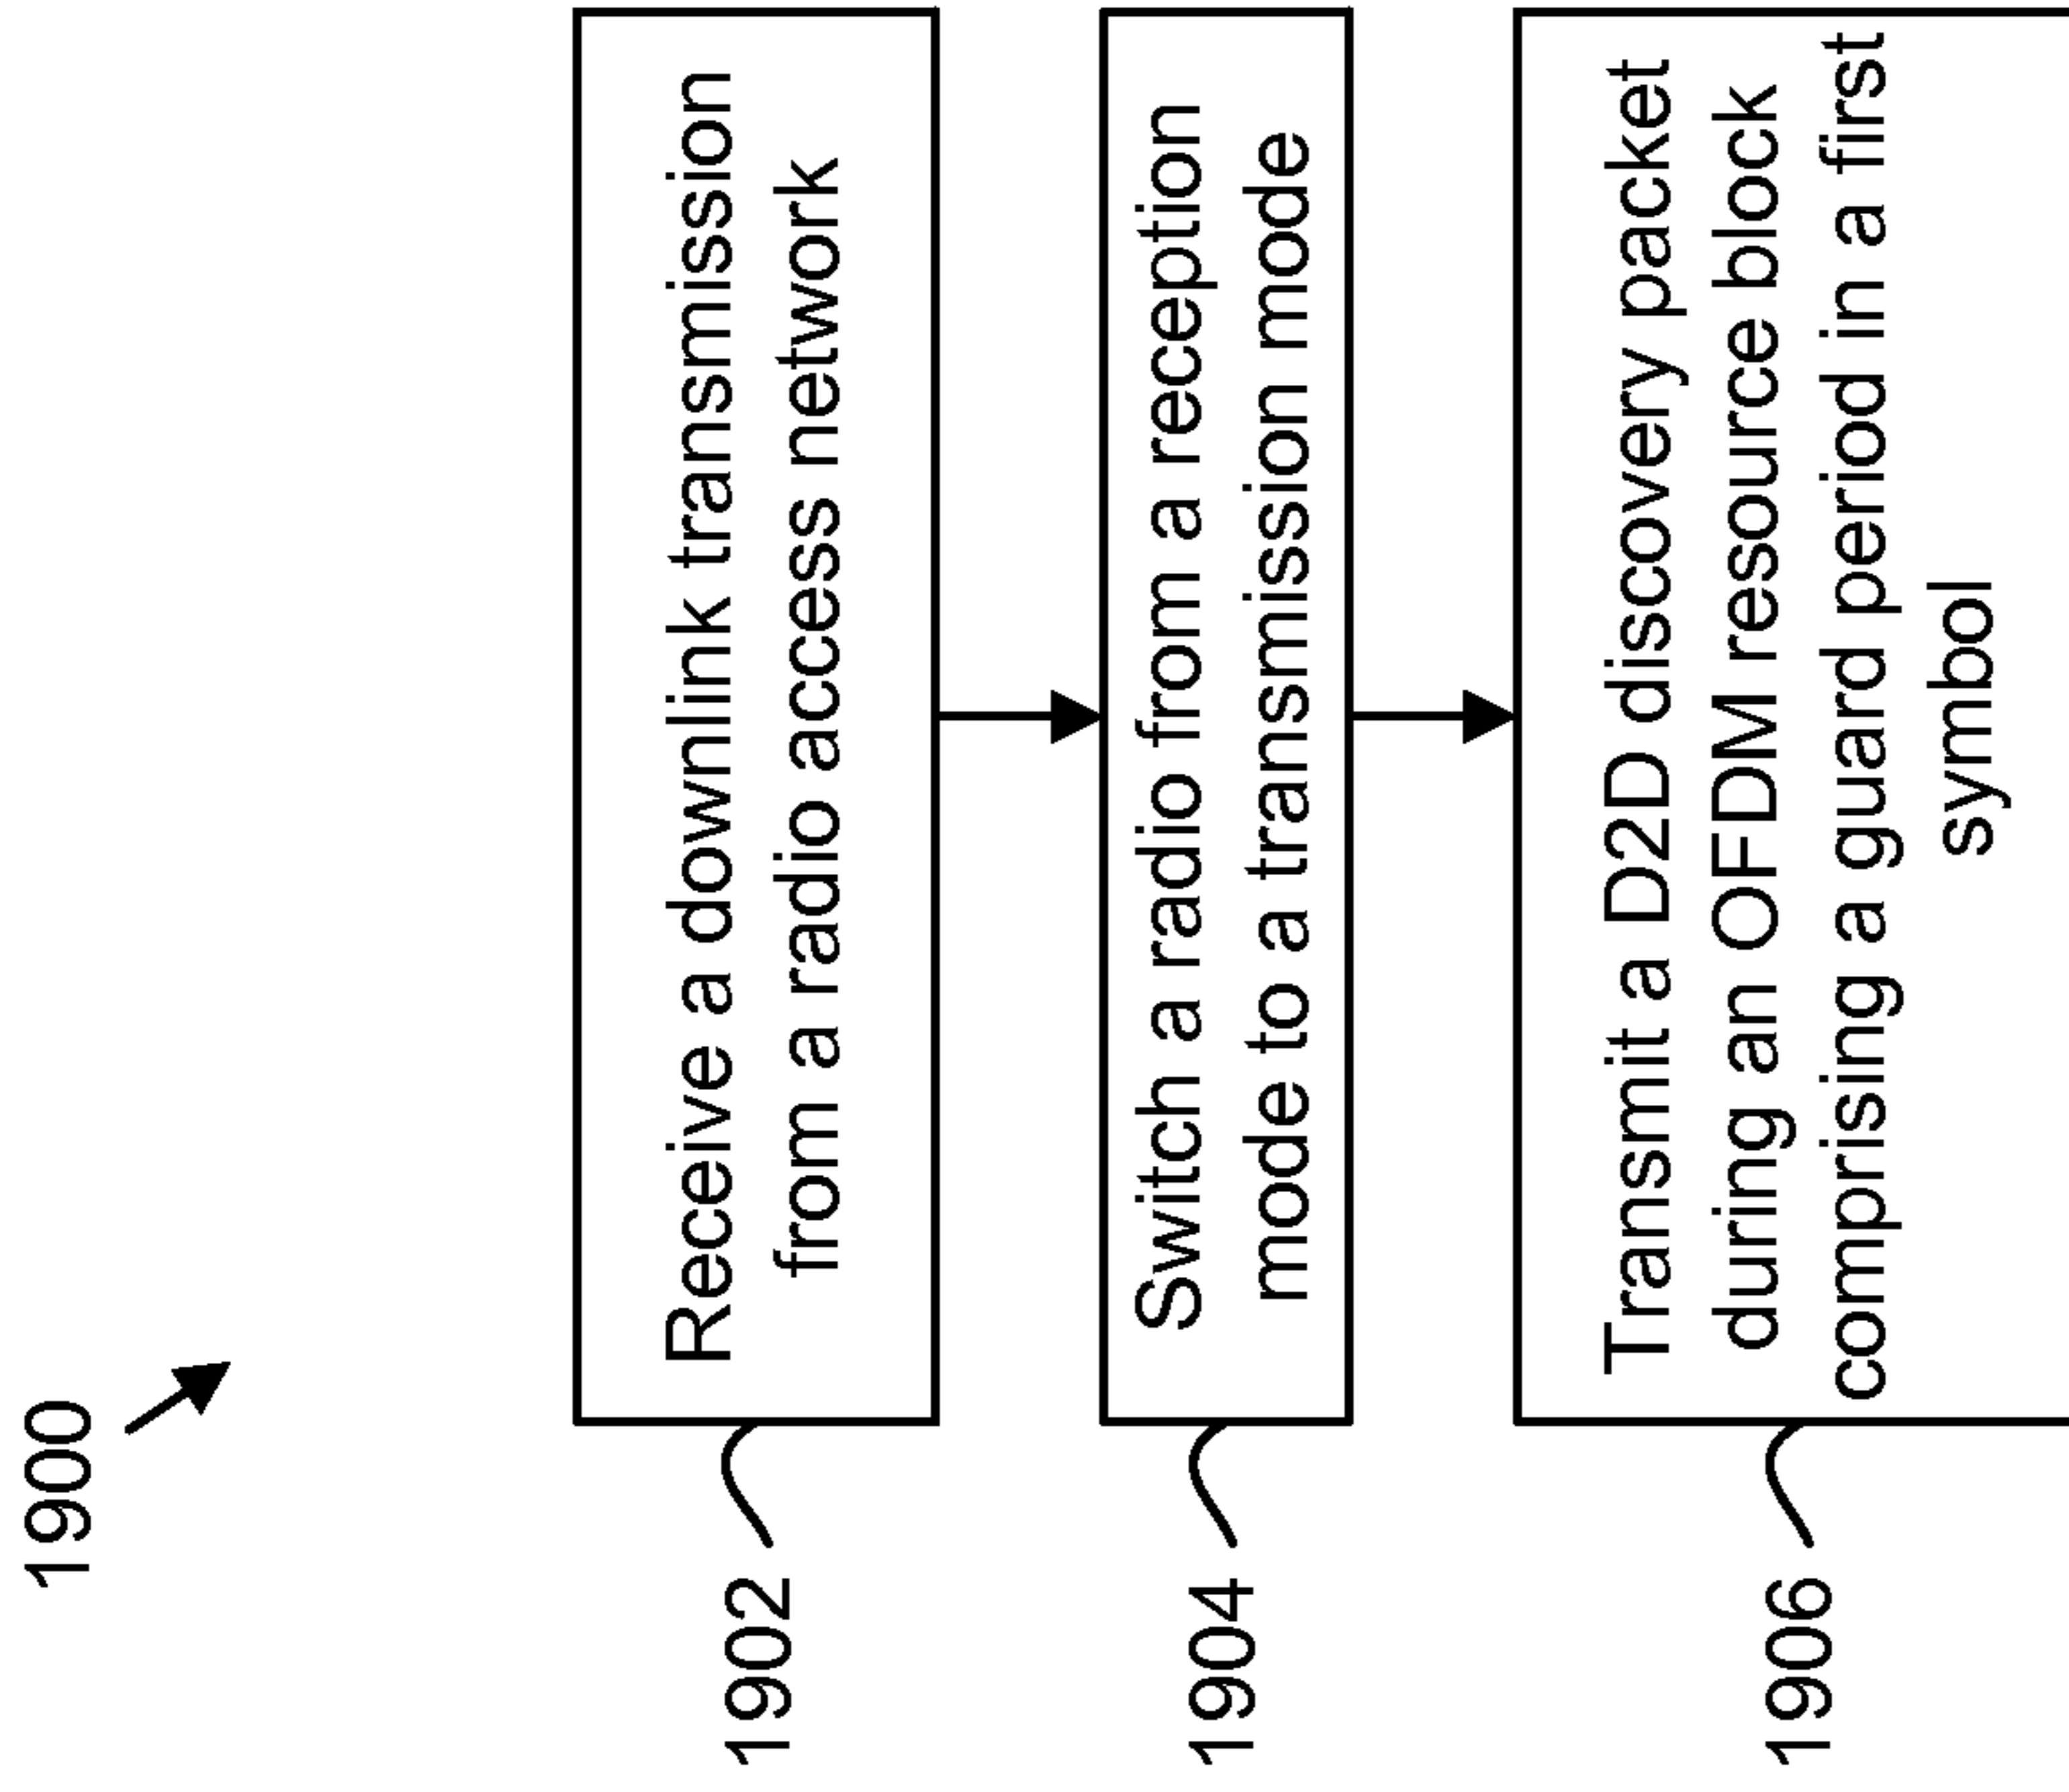 1900
1902
Receive a downlink transmission
from a radio access network
1904
Switch a radio from a reception
mode to a transmission mode
1906
Transmit a D2D discovery packet
during an OFDM resource block
comprising a guard period in a first
symbol